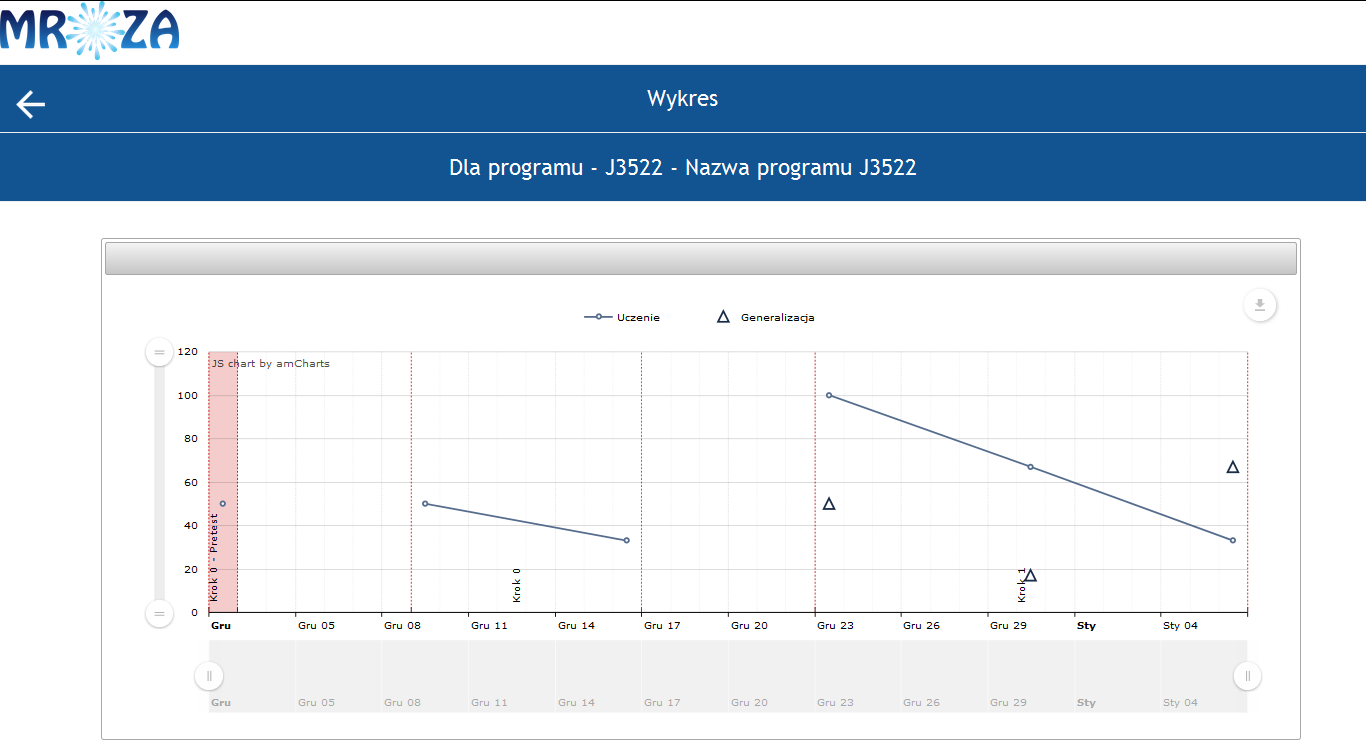 MROZA
Wykres
Dla programu - J3522 - Nazwa programu J3522
Uczenie
Generalizacja
JS chart by amCharts
120
100
80
60
40
20
0
Krok 0 - Pretest
Krok 0
Krok 1
Gru Gru 05 Gru 08 Gru 11 Gru 14 Gru 17 Gru 20 Gru 23 Gru 26 Gru 29 Sty Sty 04
Gru Gru 05 Gru 08 Gru 11 Gru 14 Gru 17 Gru 20 Gru 23 Gru 26 Gru 29 Sty Sty 04